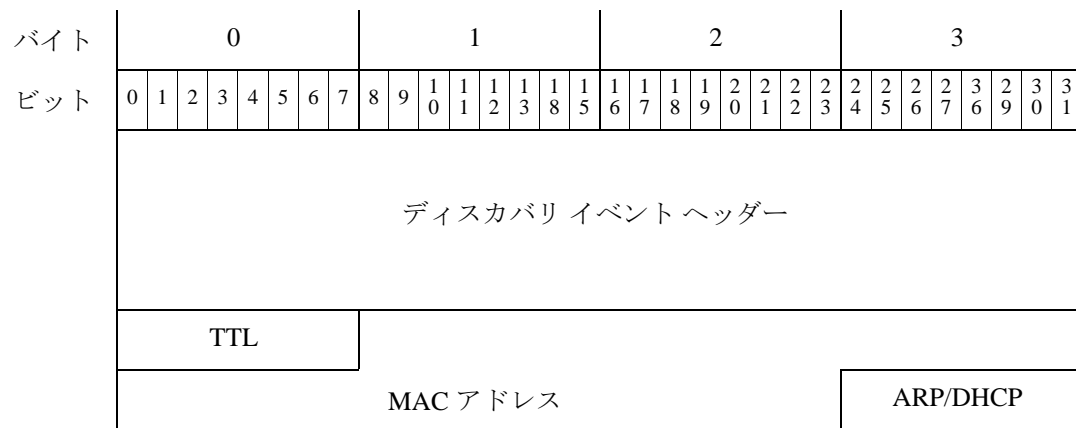 バイト 0 1 2 3
ビット 0 1 2 3 4 5 6 7 8 9 10 11 12 13 18 15 16 17 18 19 20 21 22 23 24 25 26 27 36 29 30 31
ディスカバリ イベント ヘッダー
TTL
MAC アドレス ARP/DHCP